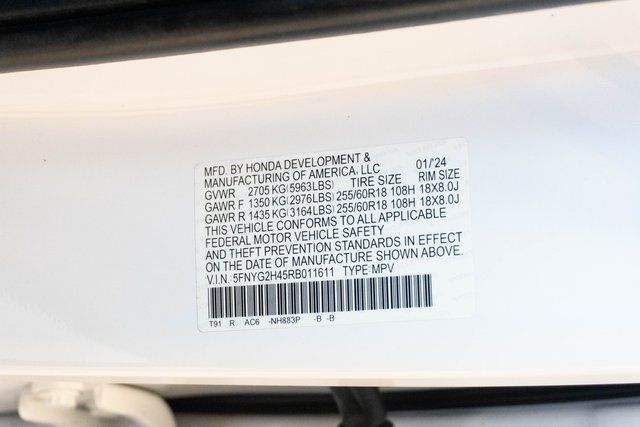 MFD. BY HONDA DEVELOPMENT &
MANUFACTURING OF AMERICA, LLC 01/'24
GVWR 2705 KG(5963LBS) TIRE SIZE RIM SIZE
GAWR F 1350 KG(2976LBS) 255/60R18 108H 18X8.0J
GAWR R 1435 KG(3164LBS) 255/60R18 108H 18X8.0J
THIS VEHICLE CONFORMS TO ALL APPLICABLE
FEDERAL MOTOR VEHICLE SAFETY
AND THEFT PREVENTION STANDARDS IN EFFECT
ON THE DATE OF MANUFACTURE SHOWN ABOVE.
V.I.N. 5FNYG2H45RB011611 TYPE:MPV
T91 R AC6 -NH883P -B -B